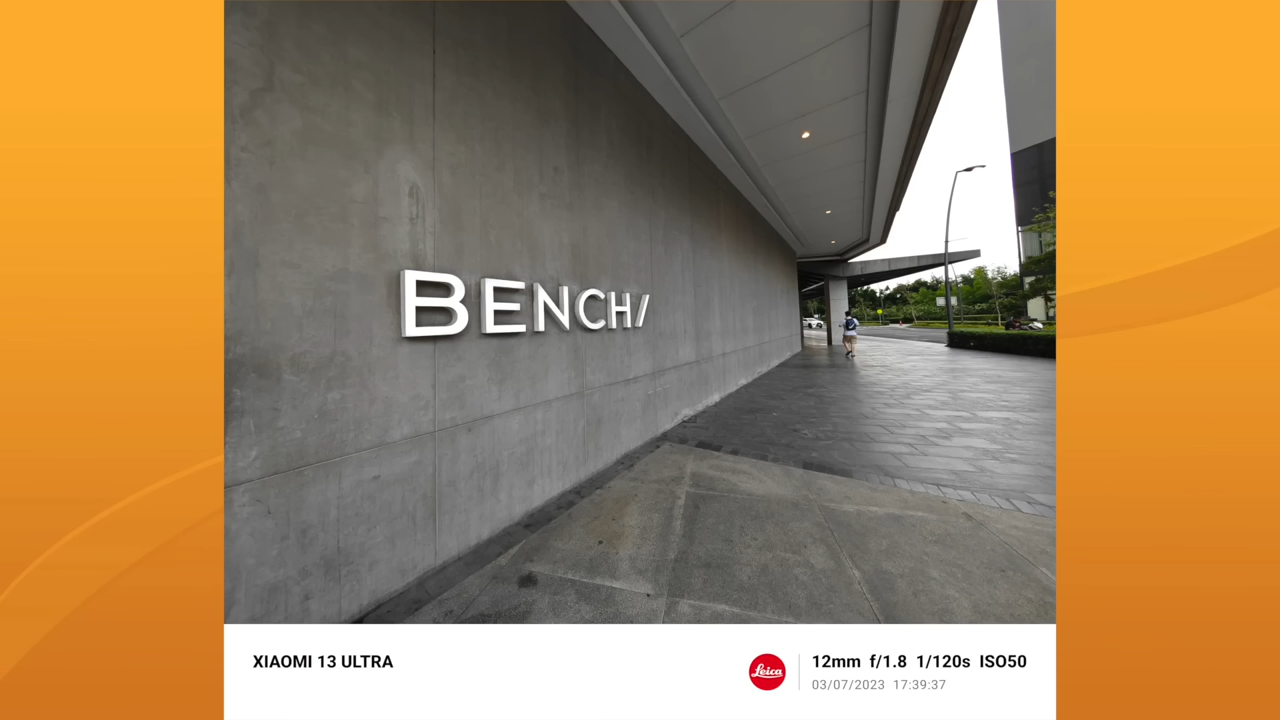 BENCH/
XIAOMI 13 ULTRA
Leica
12mm f/1.8 1/120s ISO50
03/07/2023 17:39:37